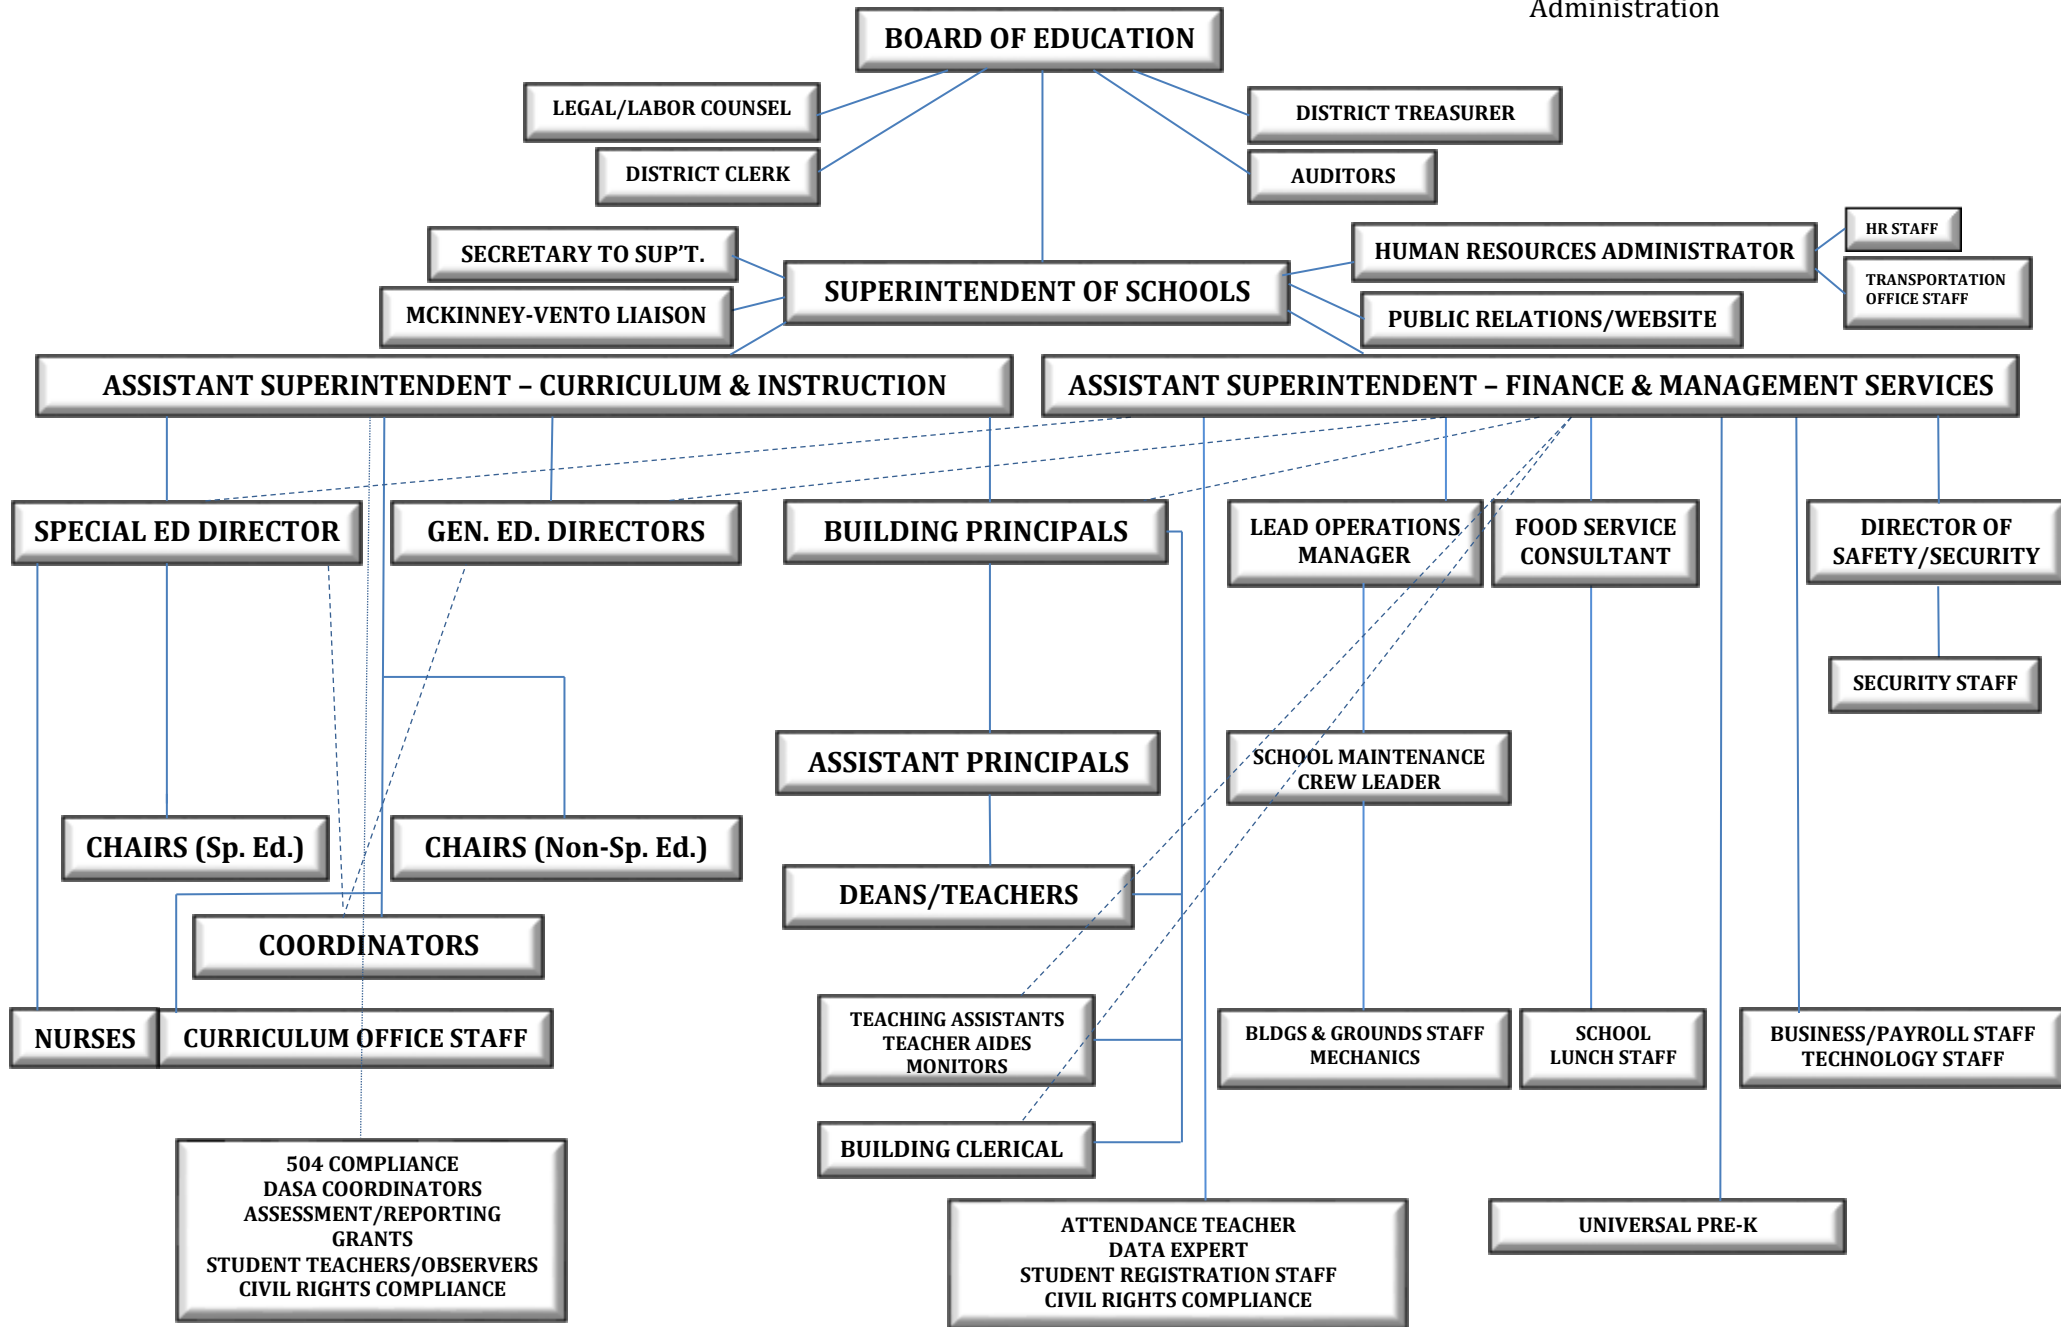 Administration
BOARD OF EDUCATION
LEGAL/LABOR COUNSEL
DISTRICT TREASURER
DISTRICT CLERK
AUDITORS
SECRETARY TO SUP’T.
HUMAN RESOURCES ADMINISTRATOR
HR STAFF
TRANSPORTATION
OFFICE STAFF
SUPERINTENDENT OF SCHOOLS
MCKINNEY-VENTO LIAISON
PUBLIC RELATIONS/WEBSITE
ASSISTANT SUPERINTENDENT – CURRICULUM & INSTRUCTION
ASSISTANT SUPERINTENDENT – FINANCE & MANAGEMENT SERVICES
SPECIAL ED DIRECTOR
GEN. ED. DIRECTORS
BUILDING PRINCIPALS
LEAD OPERATIONS
MANAGER
FOOD SERVICE
CONSULTANT
DIRECTOR OF
SAFETY/SECURITY
SECURITY STAFF
ASSISTANT PRINCIPALS
SCHOOL MAINTENANCE
CREW LEADER
CHAIRS (Sp. Ed.)
CHAIRS (Non-Sp. Ed.)
DEANS/TEACHERS
COORDINATORS
NURSES
CURRICULUM OFFICE STAFF
TEACHING ASSISTANTS
TEACHER AIDES
MONITORS
BLDGS & GROUNDS STAFF
MECHANICS
SCHOOL
LUNCH STAFF
BUSINESS/PAYROLL STAFF
TECHNOLOGY STAFF
BUILDING CLERICAL
504 COMPLIANCE
DASA COORDINATORS
ASSESSMENT/REPORTING
GRANTS
STUDENT TEACHERS/OBSERVERS
CIVIL RIGHTS COMPLIANCE
ATTENDANCE TEACHER
DATA EXPERT
STUDENT REGISTRATION STAFF
CIVIL RIGHTS COMPLIANCE
UNIVERSAL PRE-K